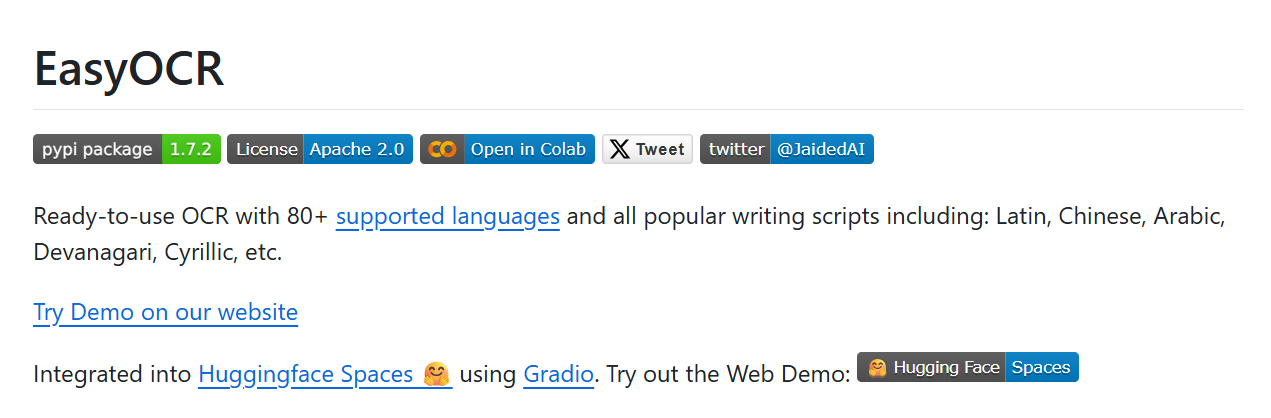 EasyOCR
pypi package 1.7.2 License Apache 2.0 Open in Colab Tweet twitter @JaidedAI
Ready-to-use OCR with 80+ supported languages and all popular writing scripts including: Latin, Chinese, Arabic,
Devanagari, Cyrillic, etc.
Try Demo on our website
Integrated into Huggingface Spaces 🤗 using Gradio. Try out the Web Demo: 🤗 Hugging Face Spaces